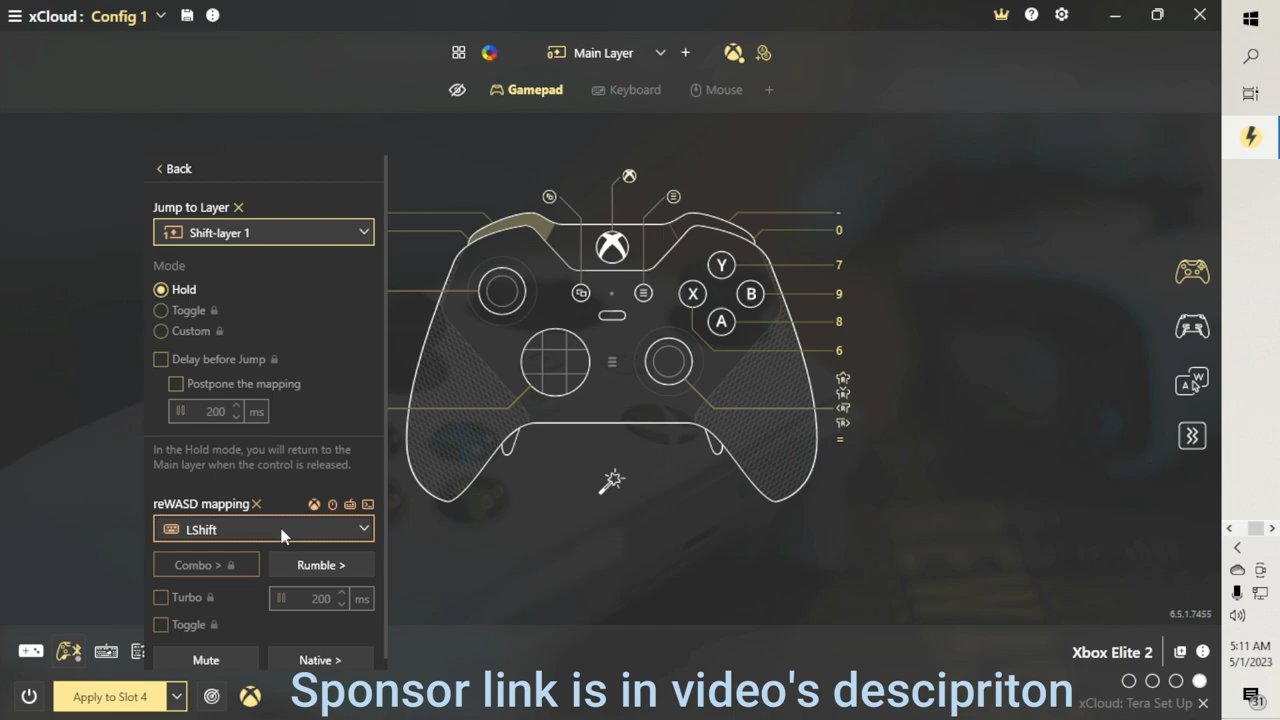 xCloud: Config 1
Main Layer
Gamepad
Keyboard
Mouse
Back
Jump to Layer
Shift-layer 1
Mode
Hold
Toggle
Custom
Delay before Jump
Postpone the mapping
200 ms
In the Hold mode, you will return to the
Main layer when the control is released.
reWASD mapping
LShift
Combo > Rumble >
Turbo 200 ms
Toggle
Mute Native >
-
0
7
Y
X B 9
A 8
6
=
A W
6.5.1.7455
Xbox Elite 2
Apply to Slot 4
xCloud: Tera Set Up
Sponsor link is in video's descipriton
5:11 AM
5/1/2023
31